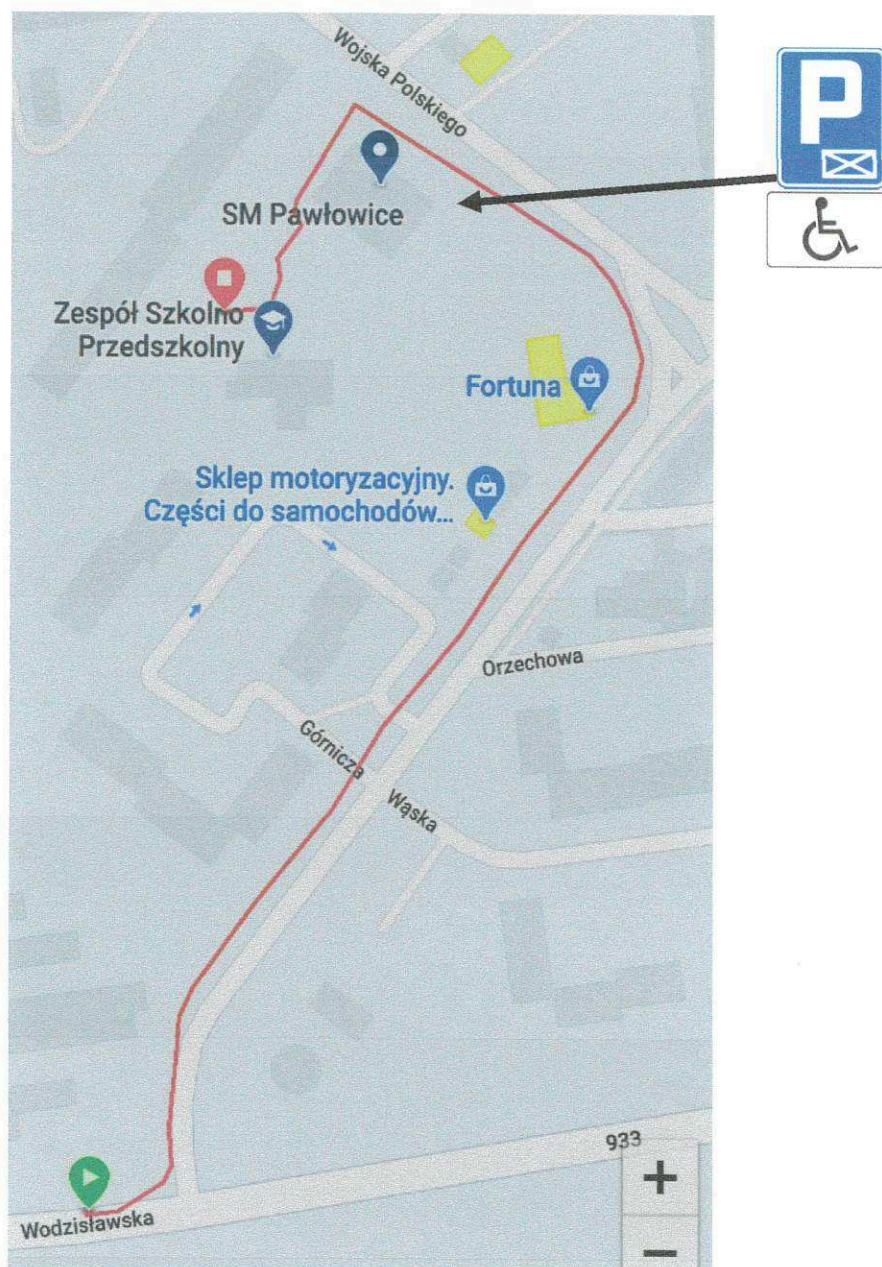 Wojska Polskiego
P
SM Pawłowice
Zespół Szkolno
Przedszkolny
Fortuna
Sklep motoryzacyjny.
Części do samochodów...
Orzechowa
Górnicza
Wąska
933
+
Wodzisławska
−